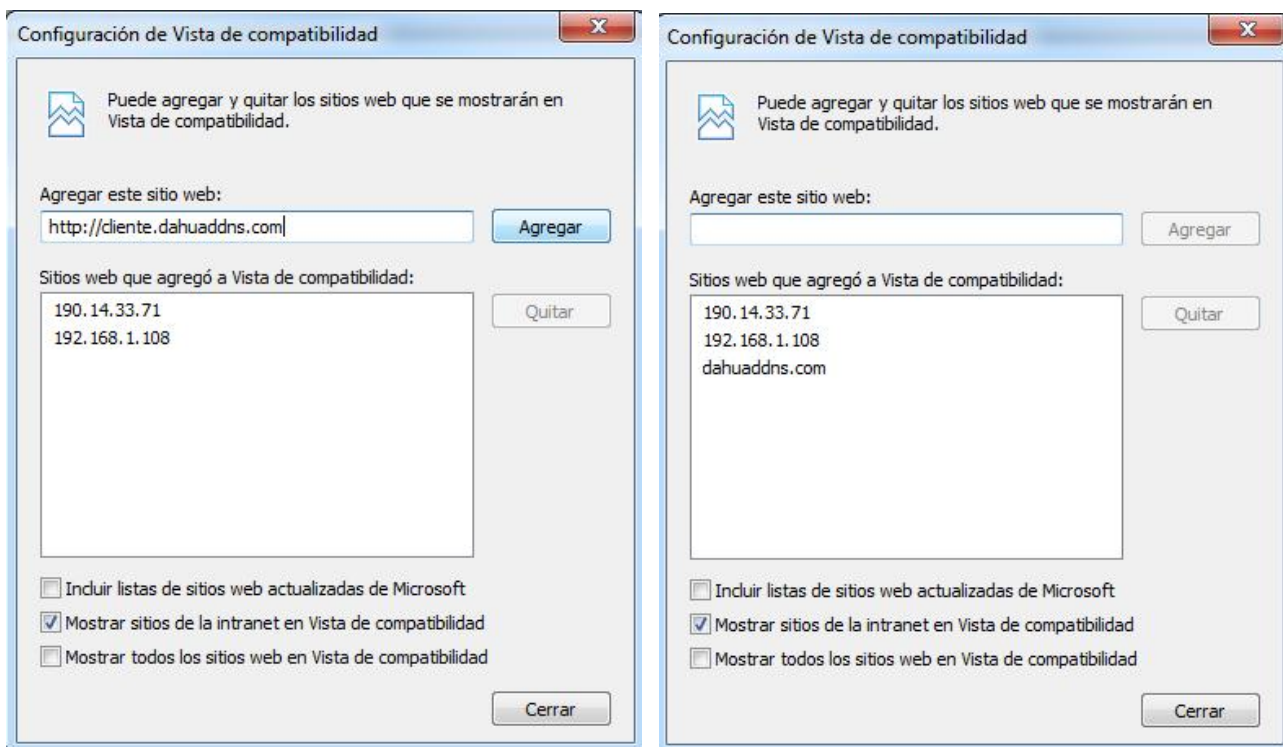 Configuración de Vista de compatibilidad
Puede agregar y quitar los sitios web que se mostrarán en
Vista de compatibilidad.
Agregar este sitio web:
http://cliente.dahuaddns.com
Agregar
Sitios web que agregó a Vista de compatibilidad:
190.14.33.71
192.168.1.108
Quitar
Incluir listas de sitios web actualizadas de Microsoft
Mostrar sitios de la intranet en Vista de compatibilidad
Mostrar todos los sitios web en Vista de compatibilidad
Cerrar
Configuración de Vista de compatibilidad
Puede agregar y quitar los sitios web que se mostrarán en
Vista de compatibilidad.
Agregar este sitio web:
Agregar
Sitios web que agregó a Vista de compatibilidad:
190.14.33.71
192.168.1.108
dahuaddns.com
Quitar
Incluir listas de sitios web actualizadas de Microsoft
Mostrar sitios de la intranet en Vista de compatibilidad
Mostrar todos los sitios web en Vista de compatibilidad
Cerrar